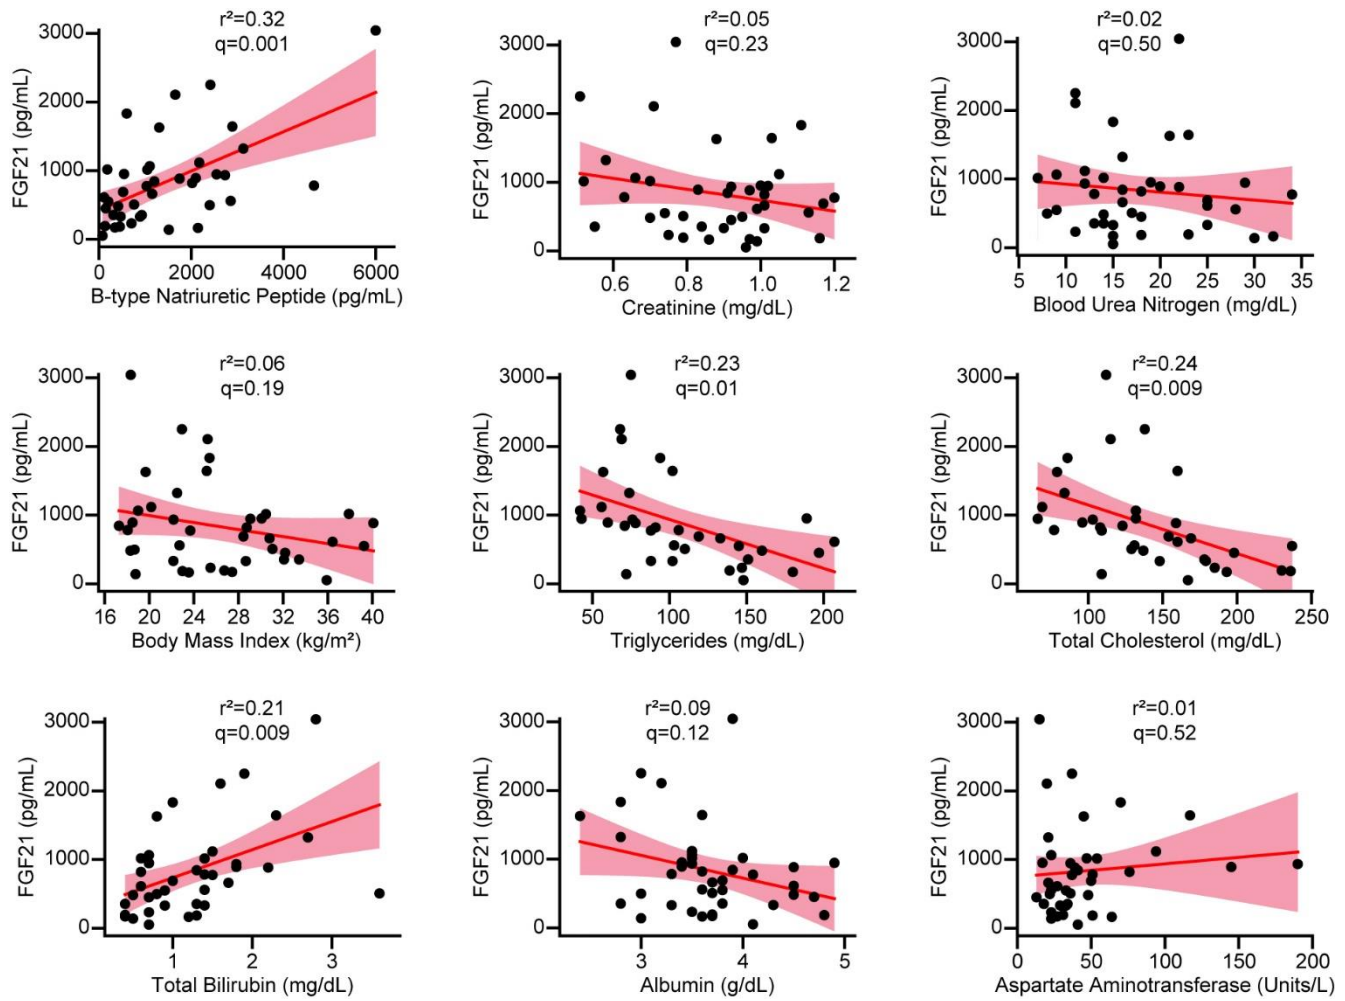 r²=0.32
q=0.001
FGF21 (pg/mL)
3000
2000
1000
0
0 2000 4000 6000
B-type Natriuretic Peptide (pg/mL)
r²=0.05
q=0.23
FGF21 (pg/mL)
3000
2000
1000
0
0.6 0.8 1.0 1.2
Creatinine (mg/dL)
r²=0.02
q=0.50
FGF21 (pg/mL)
3000
2000
1000
0
5 10 15 20 25 30 35
Blood Urea Nitrogen (mg/dL)
r²=0.06
q=0.19
FGF21 (pg/mL)
3000
2000
1000
0
16 20 24 28 32 36 40
Body Mass Index (kg/m²)
r²=0.23
q=0.01
FGF21 (pg/mL)
3000
2000
1000
0
50 100 150 200
Triglycerides (mg/dL)
r²=0.24
q=0.009
FGF21 (pg/mL)
3000
2000
1000
0
100 150 200 250
Total Cholesterol (mg/dL)
r²=0.21
q=0.009
FGF21 (pg/mL)
3000
2000
1000
0
1 2 3
Total Bilirubin (mg/dL)
r²=0.09
q=0.12
FGF21 (pg/mL)
3000
2000
1000
0
3 4 5
Albumin (g/dL)
r²=0.01
q=0.52
FGF21 (pg/mL)
3000
2000
1000
0
0 50 100 150 200
Aspartate Aminotransferase (Units/L)